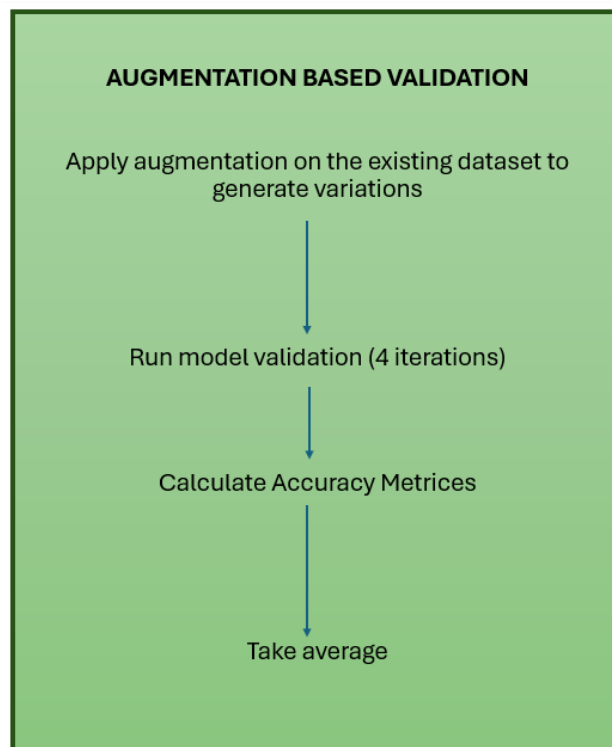 AUGMENTATION BASED VALIDATION
Apply augmentation on the existing dataset to
generate variations
Run model validation (4 iterations)
Calculate Accuracy Metrices
Take average